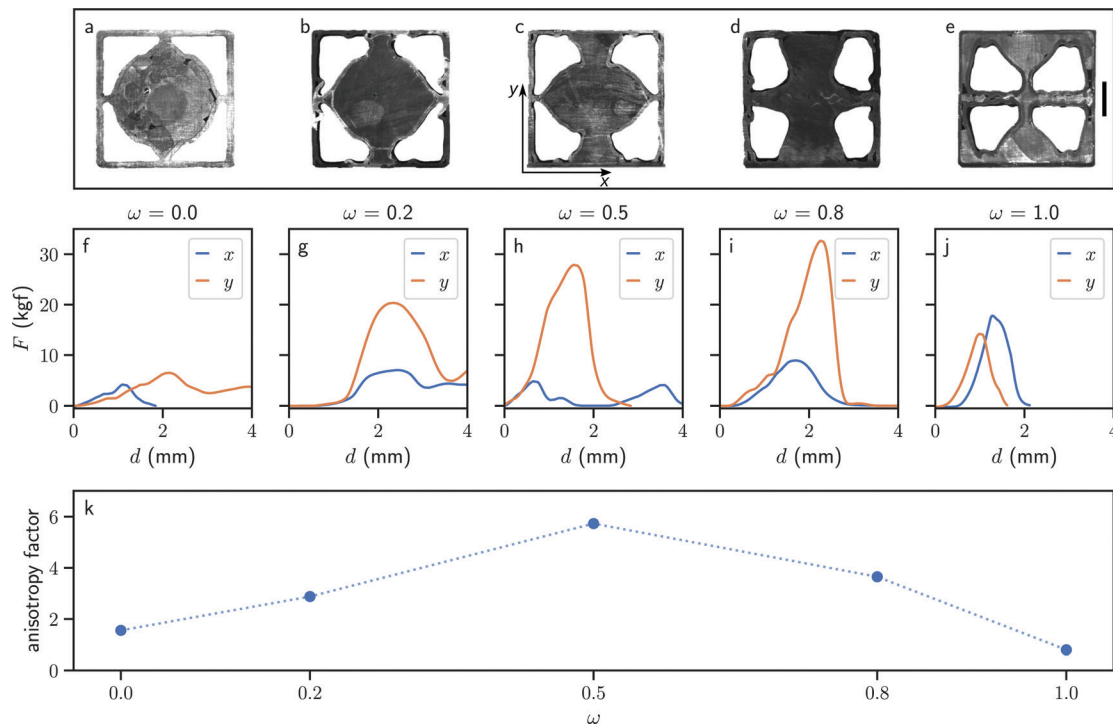 a
b
c
d
e
y
x
ω = 0.0
ω = 0.2
ω = 0.5
ω = 0.8
ω = 1.0
F (kgf)
f
x
y
30
20
10
0
0 2 4
d (mm)
g
x
y
0 2 4
d (mm)
h
x
y
0 2 4
d (mm)
i
x
y
0 2 4
d (mm)
j
x
y
0 2 4
d (mm)
k
anisotropy factor
6
4
2
0
0.0 0.2 0.5 0.8 1.0
ω